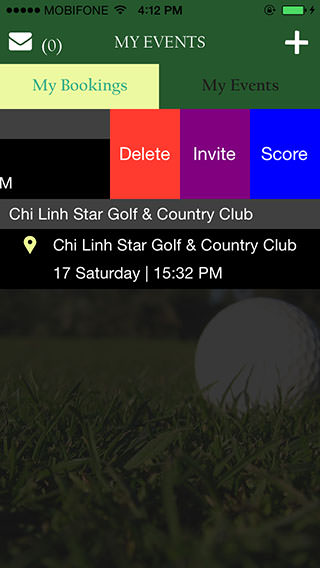 MOBIFONE 4:12 PM
(0) MY EVENTS
My Bookings My Events
Delete Invite Score
M
Chi Linh Star Golf & Country Club
Chi Linh Star Golf & Country Club
17 Saturday | 15:32 PM